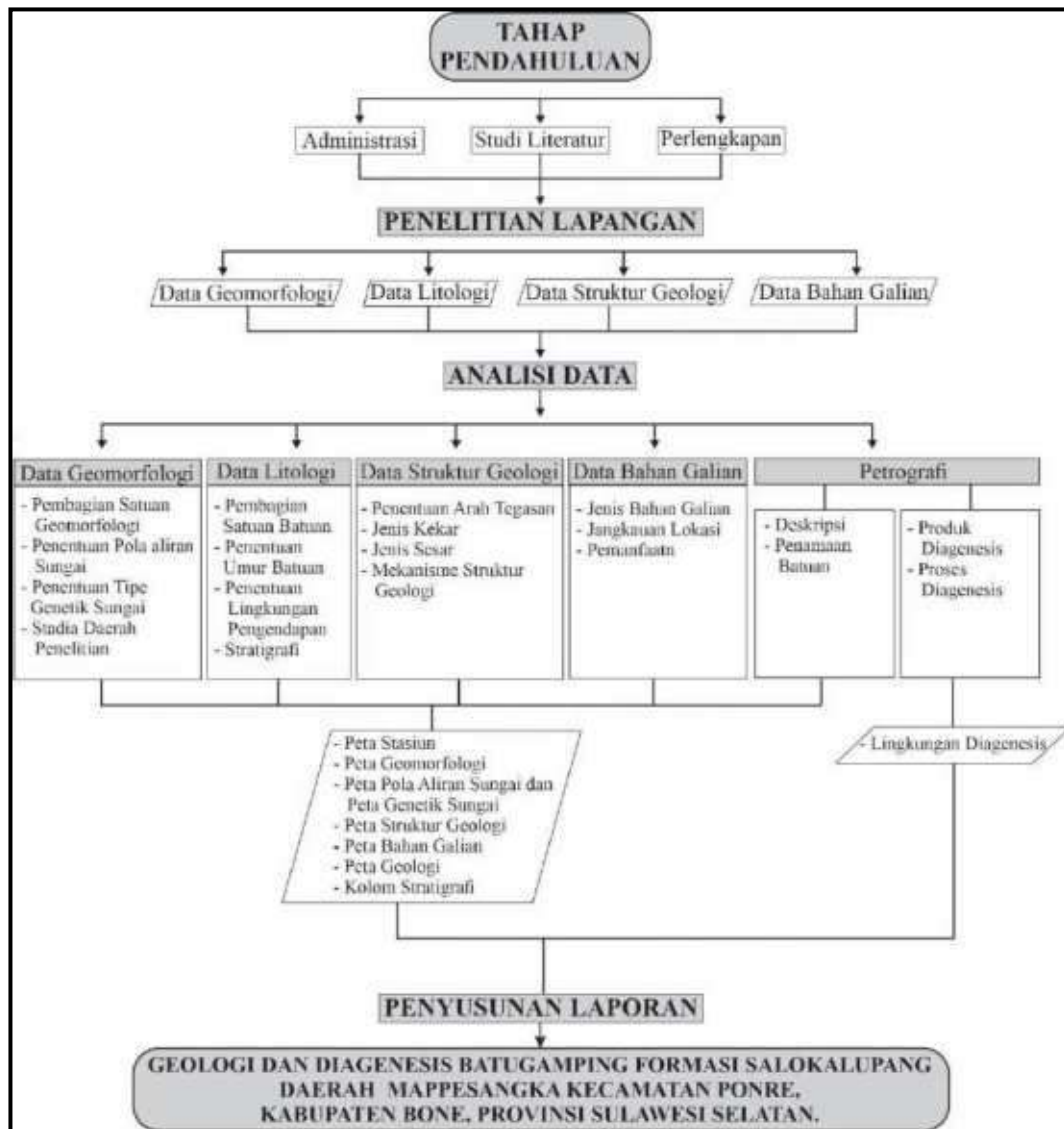 TAHAP
PENDAHULUAN
Administrasi
Studi Literatur
Perlengkapan
PENELITIAN LAPANGAN
Data Geomorfologi
Data Litologi
Data Struktur Geologi
Data Bahan Galian
ANALISI DATA
Data Geomorfologi
- Pembagian Satuan
Geomorfologi
- Penentuan Pola aliran
Sungai
- Penentuan Tipe
Genetik Sungai
- Stadia Daerah
Penelitian
Data Litologi
- Pembagian
Satuan Batuan
- Penentuan
Umur Batuan
- Penentuan
Lingkungan
Pengendapan
- Stratigrafi
Data Struktur Geologi
- Penentuan Arah Tegasan
- Jenis Kekar
- Jenis Sesar
- Mekanisme Struktur
Geologi
Data Bahan Galian
- Jenis Bahan Galian
- Jangkauan Lokasi
- Pemanfaatn
Petrografi
- Deskripsi
- Penamaan
Batuan
- Produk
Diagenesis
- Proses
Diagenesis
- Peta Stasiun
- Peta Geomorfologi
- Peta Pola Aliran Sungai dan
Peta Genetik Sungai
- Peta Struktur Geologi
- Peta Bahan Galian
- Peta Geologi
- Kolom Stratigrafi
- Lingkungan Diagenesis
PENYUSUNAN LAPORAN
GEOLOGI DAN DIAGENESIS BATUGAMPING FORMASI SALOKALUPANG
DAERAH MAPPESANGKA KECAMATAN PONRE,
KABUPATEN BONE, PROVINSI SULAWESI SELATAN.